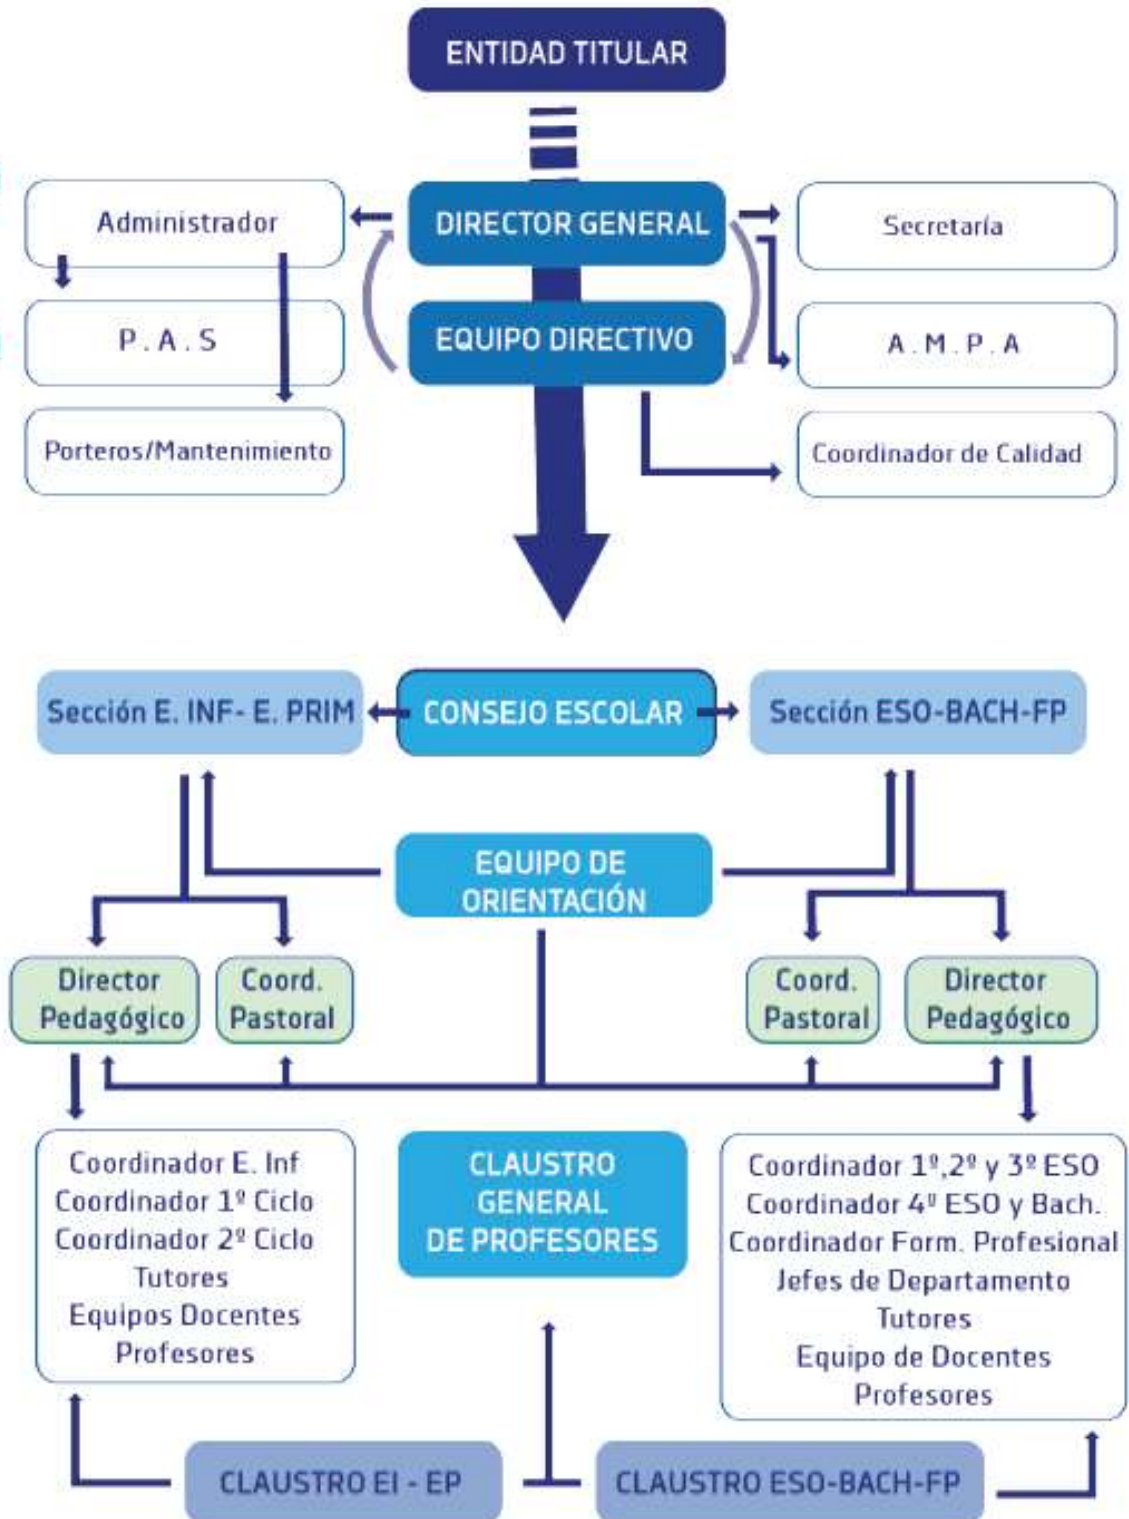 ENTIDAD TITULAR
Administrador
DIRECTOR GENERAL
Secretaría
P.A.S
EQUIPO DIRECTIVO
A.M.P.A
Porteros/Mantenimiento
Coordinador de Calidad
Sección E. INF- E. PRIM
CONSEJO ESCOLAR
Sección ESO-BACH-FP
EQUIPO DE
ORIENTACIÓN
Director
Pedagógico
Coord.
Pastoral
Coord.
Pastoral
Director
Pedagógico
Coordinador E. Inf
Coordinador 1º Ciclo
Coordinador 2º Ciclo
Tutores
Equipos Docentes
Profesores
CLAUSTRO
GENERAL
DE PROFESORES
Coordinador 1º,2º y 3º ESO
Coordinador 4º ESO y Bach.
Coordinador Form. Profesional
Jefes de Departamento
Tutores
Equipo de Docentes
Profesores
CLAUSTRO EI - EP
CLAUSTRO ESO-BACH-FP